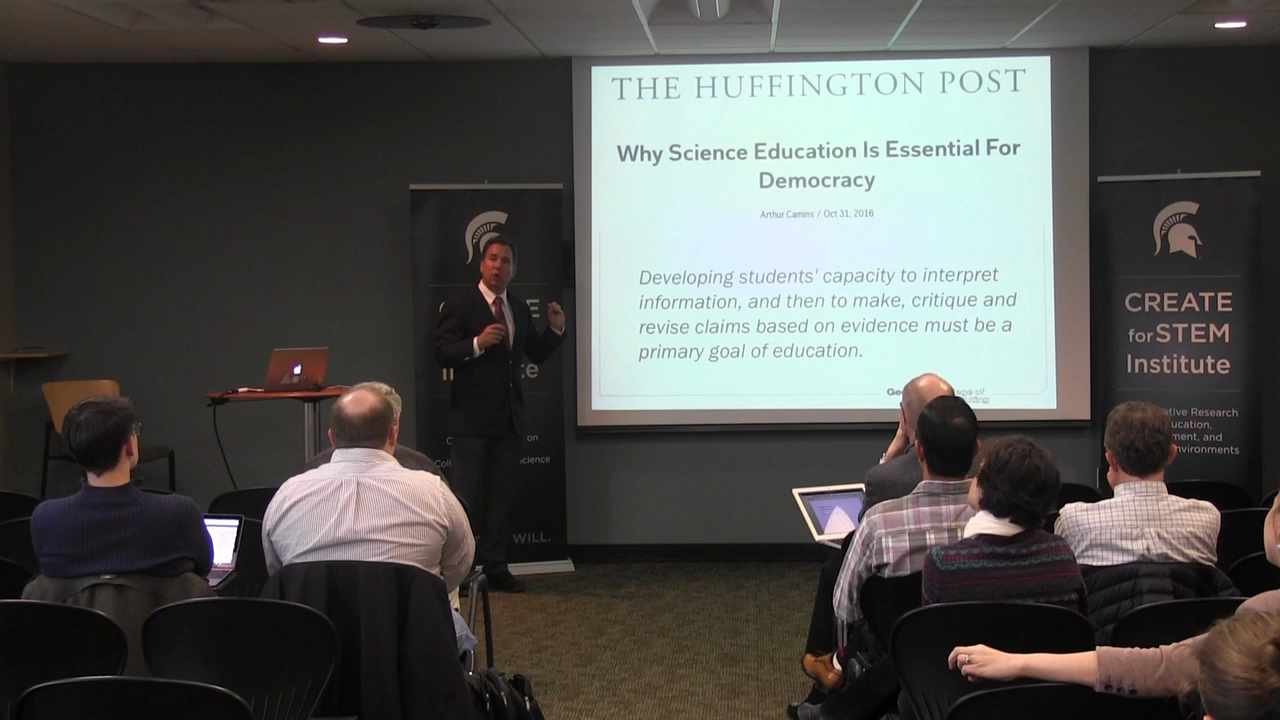 THE HUFFINGTON POST
Why Science Education Is Essential For
Democracy
Arthur Camins / Oct 31, 2016
Developing students' capacity to interpret
information, and then to make, critique and
revise claims based on evidence must be a
primary goal of education.
CREATE
for STEM
Institute
WILL.